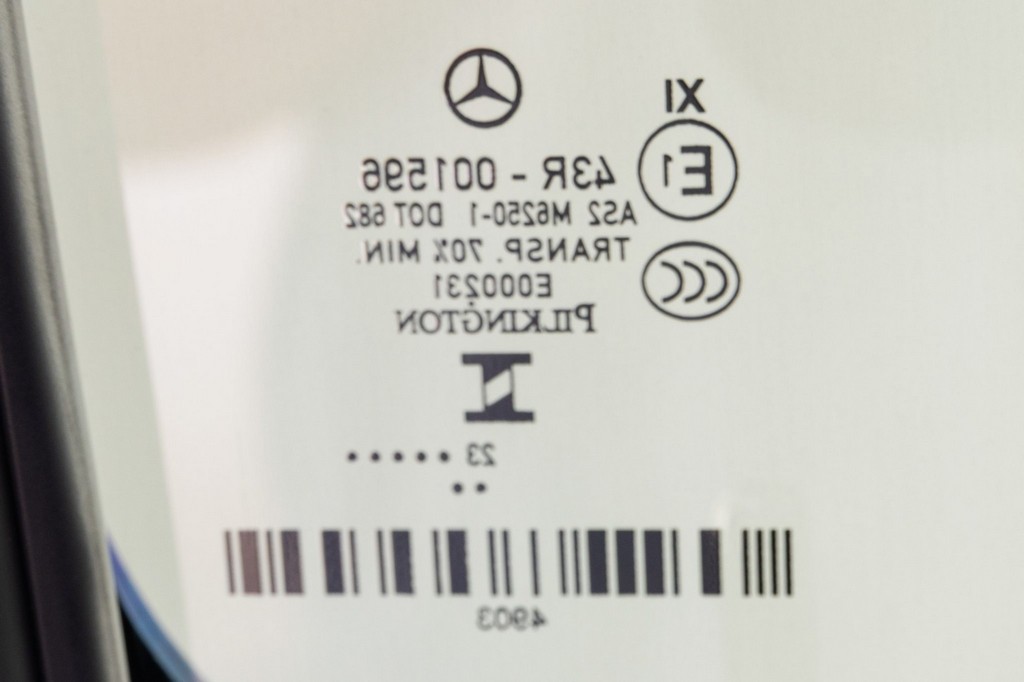 XI
E1
43R - 001596
AS2 M6250-1 DOT 682
TRANSP. 70% MIN.
CCC
E000231
PILKINGTON
23 .....
..
4903